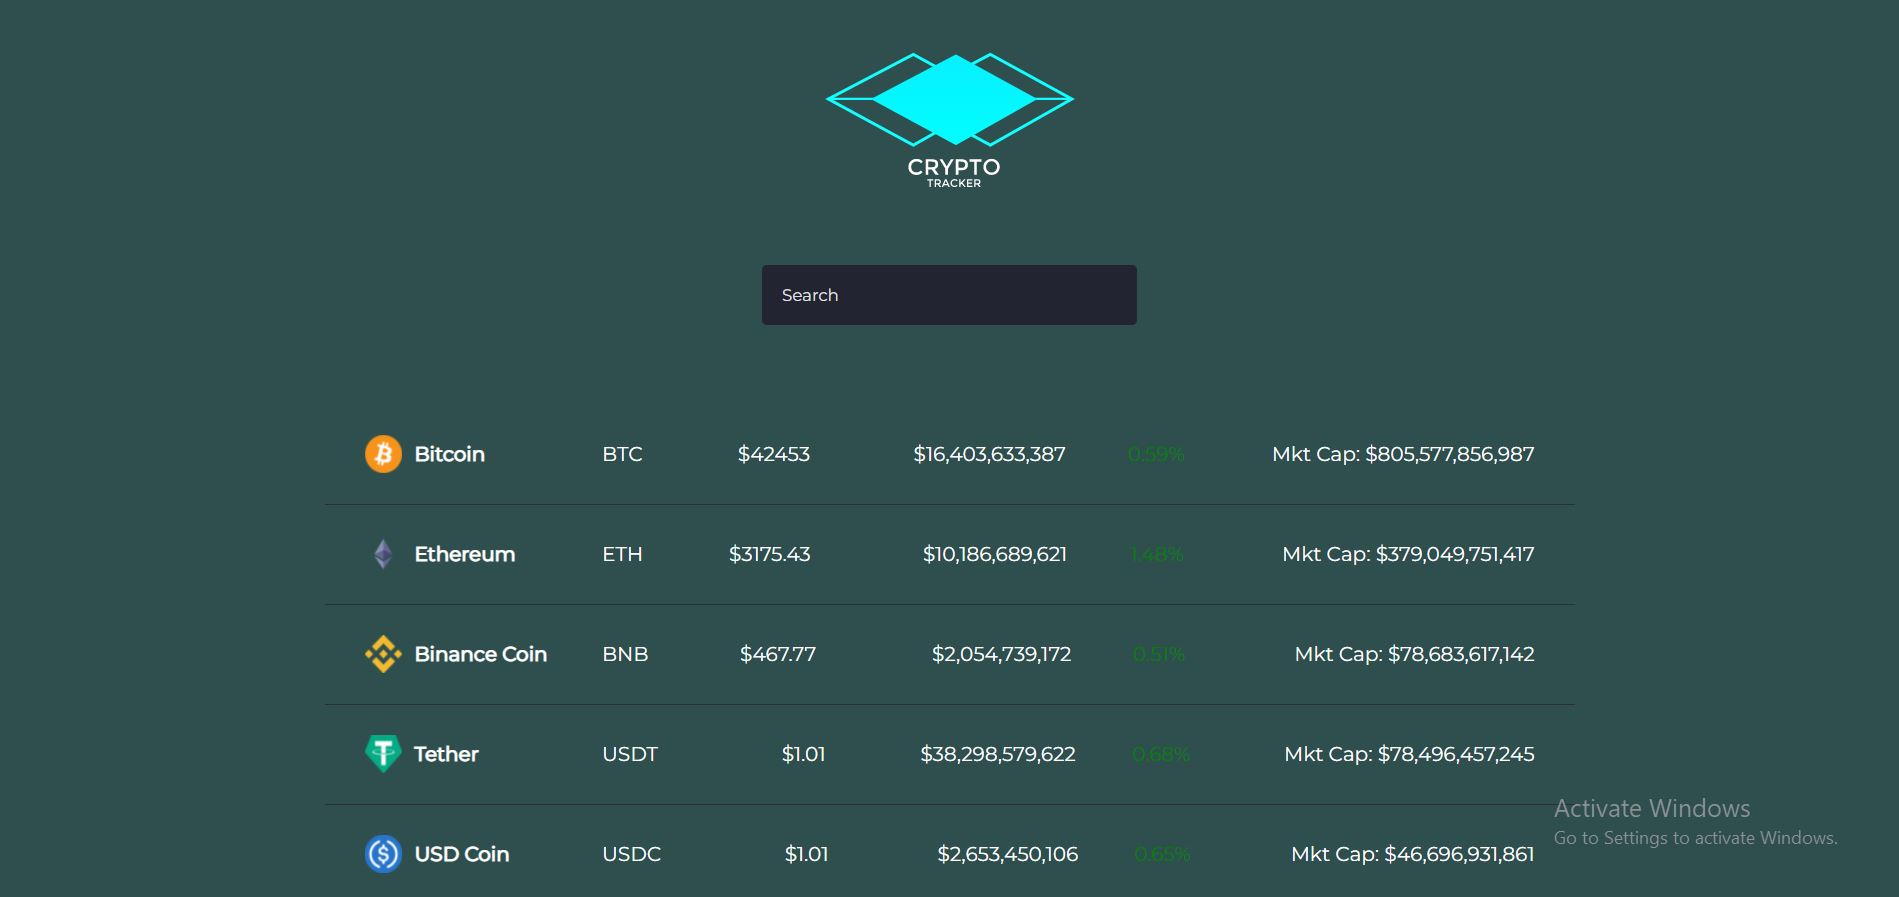 CRYPTO
TRACKER
Search
Bitcoin BTC $42453 $16,403,633,387 0.59% Mkt Cap: $805,577,856,987
Ethereum ETH $3175.43 $10,186,689,621 1.48% Mkt Cap: $379,049,751,417
Binance Coin BNB $467.77 $2,054,739,172 0.51% Mkt Cap: $78,683,617,142
Tether USDT $1.01 $38,298,579,622 0.68% Mkt Cap: $78,496,457,245
Activate Windows
Go to Settings to activate Windows.
USD Coin USDC $1.01 $2,653,450,106 0.65% Mkt Cap: $46,696,931,861